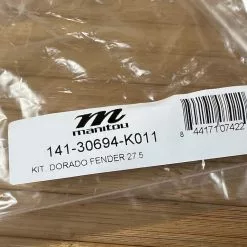 manitou
141-30694-K011
KIT, DORADO FENDER 27.5
8 44171 07422